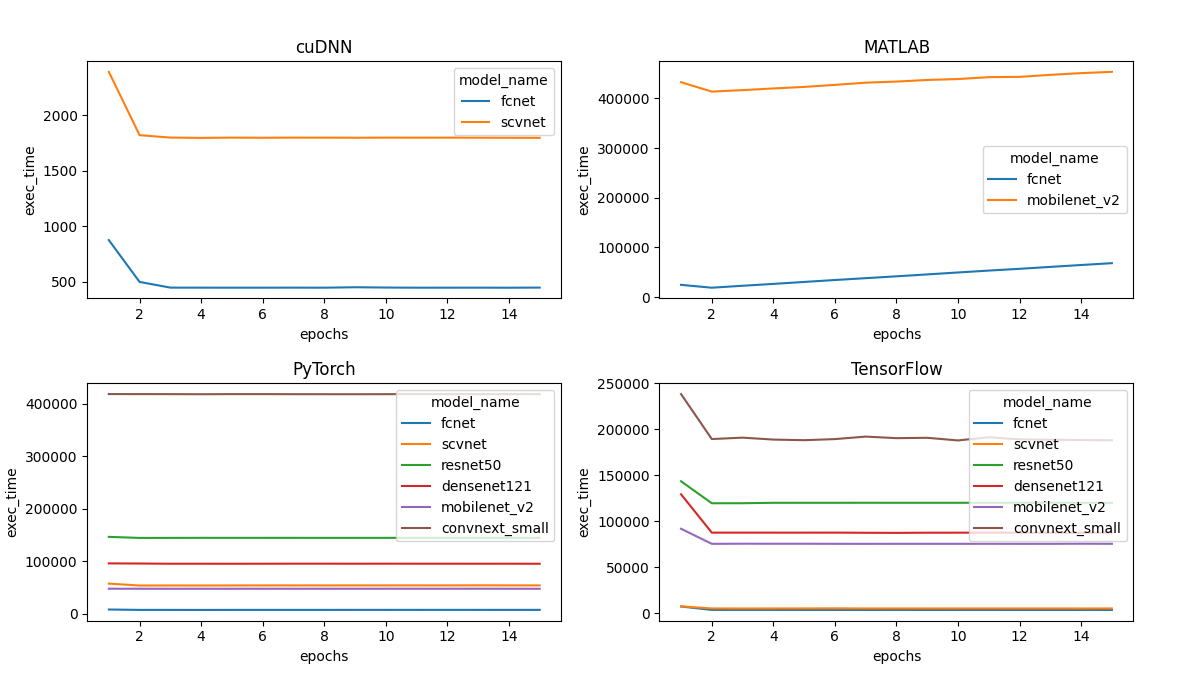 cuDNN
exec_time
2000
1500
1000
500
2 4 6 8 10 12 14
epochs
model_name
fcnet
scvnet
MATLAB
exec_time
400000
300000
200000
100000
0
2 4 6 8 10 12 14
epochs
model_name
fcnet
mobilenet_v2
PyTorch
exec_time
400000
300000
200000
100000
0
2 4 6 8 10 12 14
epochs
model_name
fcnet
scvnet
resnet50
densenet121
mobilenet_v2
convnext_small
TensorFlow
exec_time
250000
200000
150000
100000
50000
0
2 4 6 8 10 12 14
epochs
model_name
fcnet
scvnet
resnet50
densenet121
mobilenet_v2
convnext_small